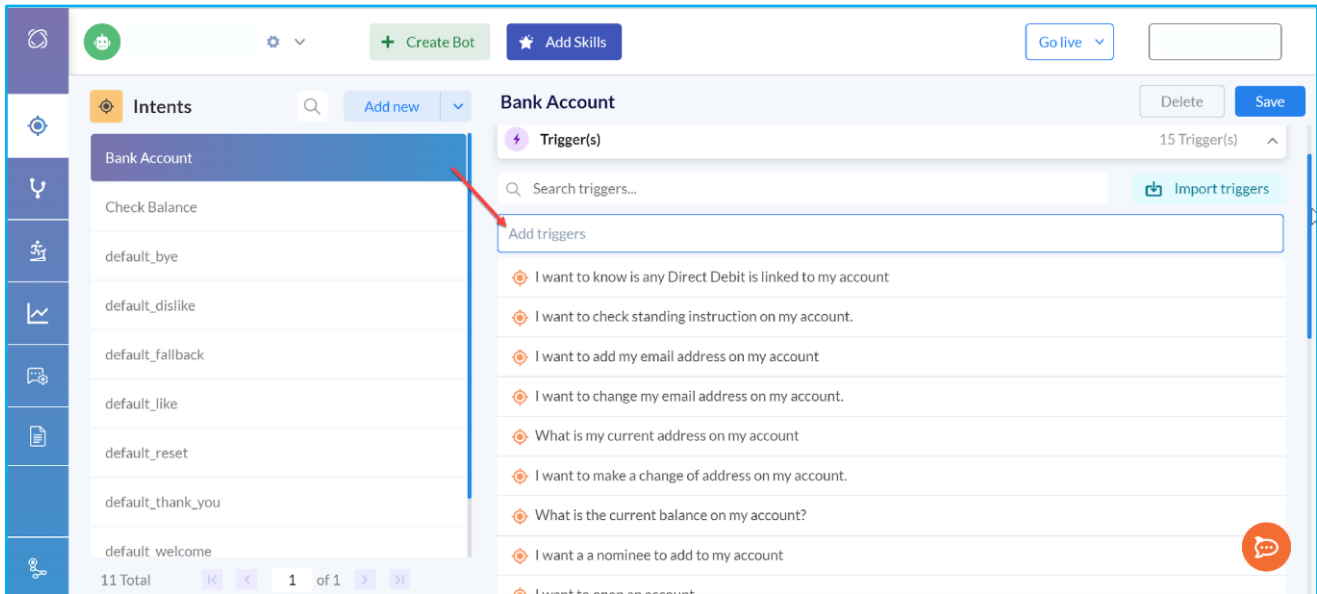 Create Bot
Add Skills
Go live
Intents
Add new
Bank Account
Check Balance
default_bye
default_dislike
default_fallback
default_like
default_reset
default_thank_you
default_welcome
11 Total
1 of 1
Bank Account
Delete
Save
Trigger(s)
15 Trigger(s)
Search triggers...
Import triggers
Add triggers
I want to know is any Direct Debit is linked to my account
I want to check standing instruction on my account.
I want to add my email address on my account
I want to change my email address on my account.
What is my current address on my account
I want to make a change of address on my account.
What is the current balance on my account?
I want a a nominee to add to my account
I want to open an account